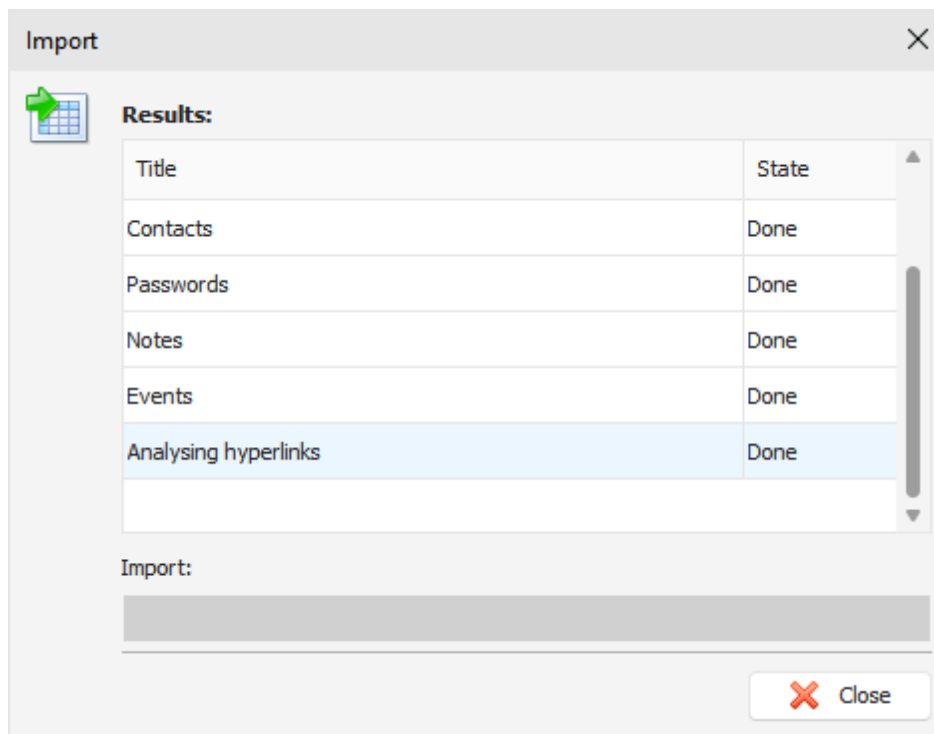 Import
Results:
Title State
Contacts Done
Passwords Done
Notes Done
Events Done
Analysing hyperlinks Done
Import:
Close